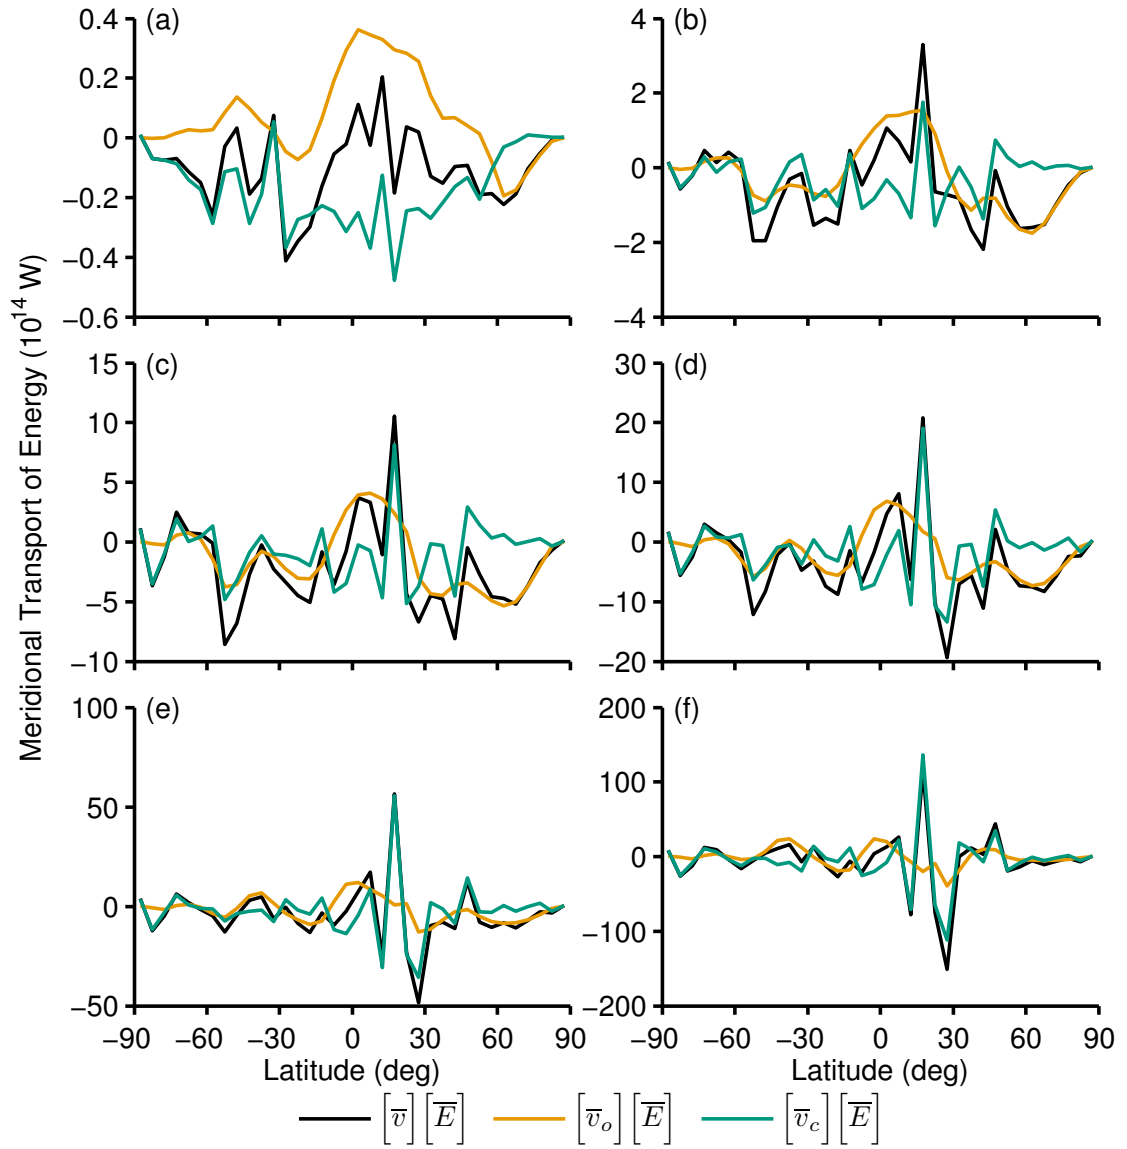 Meridional Transport of Energy (10^14 W)
(a)
0.4
0.2
0
−0.2
−0.4
−0.6
(b)
4
2
0
−2
−4
(c)
15
10
5
0
−5
−10
(d)
30
20
10
0
−10
−20
(e)
100
50
0
−50
−90 −60 −30 0 30 60 90
Latitude (deg)
(f)
200
100
0
−100
−200
−90 −60 −30 0 30 60 90
Latitude (deg)
[v̅][E̅] [v̅_o][E̅] [v̅_c][E̅]